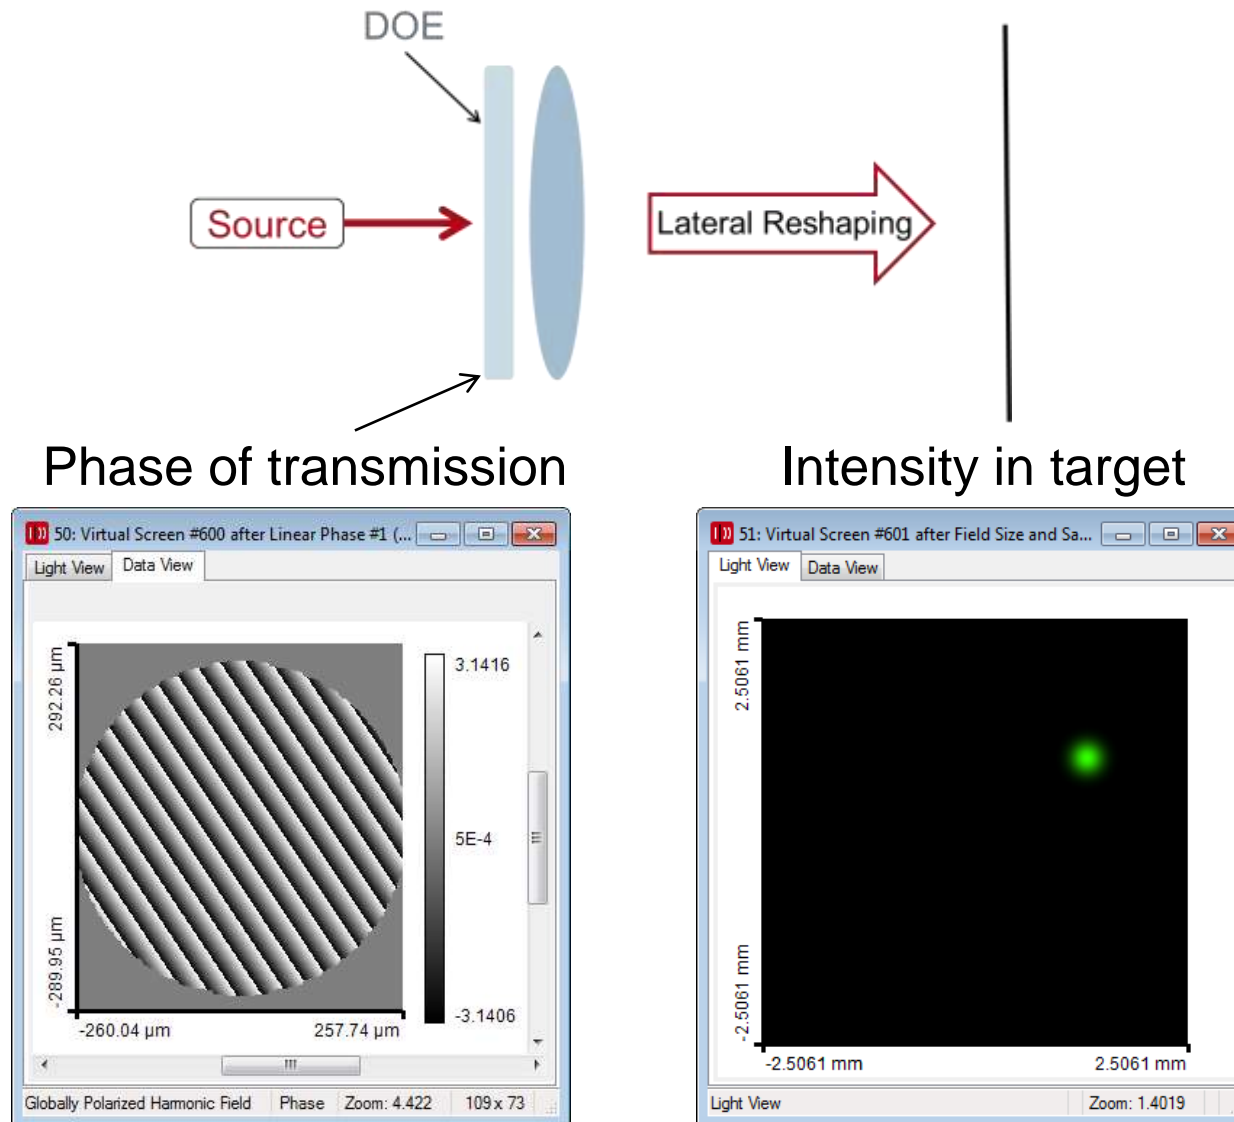 DOE
Source
Lateral Reshaping
Phase of transmission
Intensity in target
50: Virtual Screen #600 after Linear Phase #1 (...
Light View
Data View
292.26 µm
-289.95 µm
-260.04 µm
257.74 µm
3.1416
5E-4
-3.1406
Globally Polarized Harmonic Field
Phase
Zoom: 4.422
109 x 73
51: Virtual Screen #601 after Field Size and Sa...
Light View
Data View
2.5061 mm
-2.5061 mm
-2.5061 mm
2.5061 mm
Light View
Zoom: 1.4019